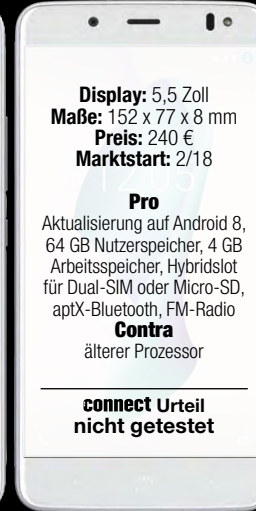 Display: 5,5 Zoll
Maße: 152 x 77 x 8 mm
Preis: 240 €
Marktstart: 2/18
Pro
Aktualisierung auf Android 8,
64 GB Nutzerspeicher, 4 GB
Arbeitsspeicher, Hybridslot
für Dual-SIM oder Micro-SD,
aptX-Bluetooth, FM-Radio
Contra
älterer Prozessor
connect Urteil
nicht getestet